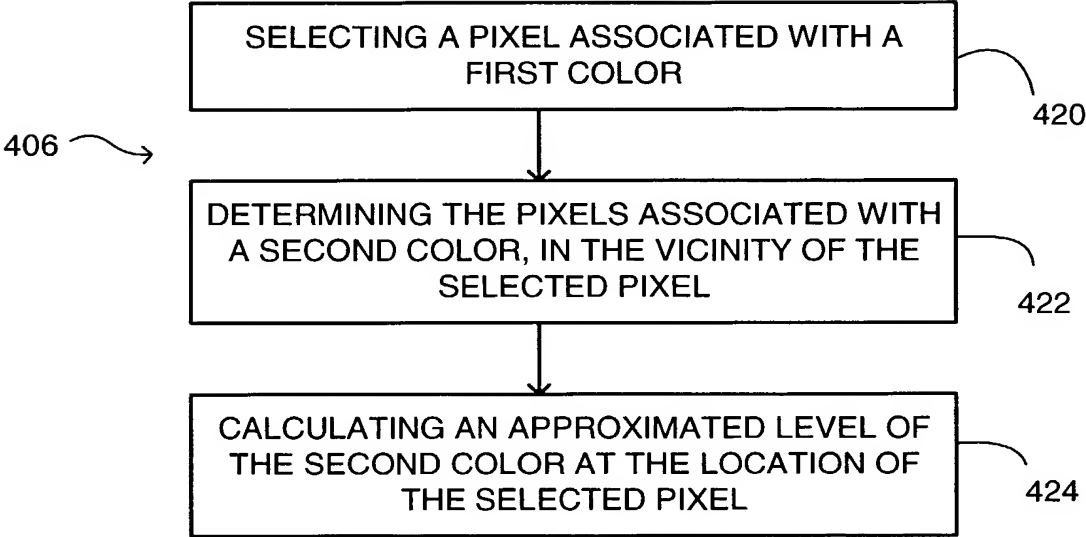 SELECTING A PIXEL ASSOCIATED WITH A
FIRST COLOR
420
406
DETERMINING THE PIXELS ASSOCIATED WITH
A SECOND COLOR, IN THE VICINITY OF THE
SELECTED PIXEL
422
CALCULATING AN APPROXIMATED LEVEL OF
THE SECOND COLOR AT THE LOCATION OF
THE SELECTED PIXEL
424